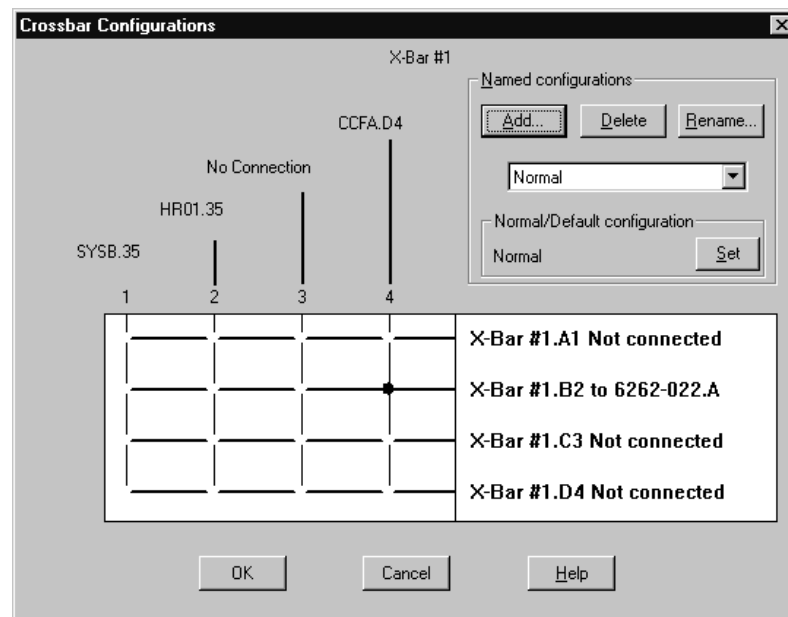 Crossbar Configurations
X-Bar #1
Named configurations
Add...
Delete
Rename...
Normal
Normal/Default configuration
Normal
Set
CCFA.D4
No Connection
HR01.35
SYSB.35
1
2
3
4
X-Bar #1.A1 Not connected
X-Bar #1.B2 to 6262-022.A
X-Bar #1.C3 Not connected
X-Bar #1.D4 Not connected
OK
Cancel
Help